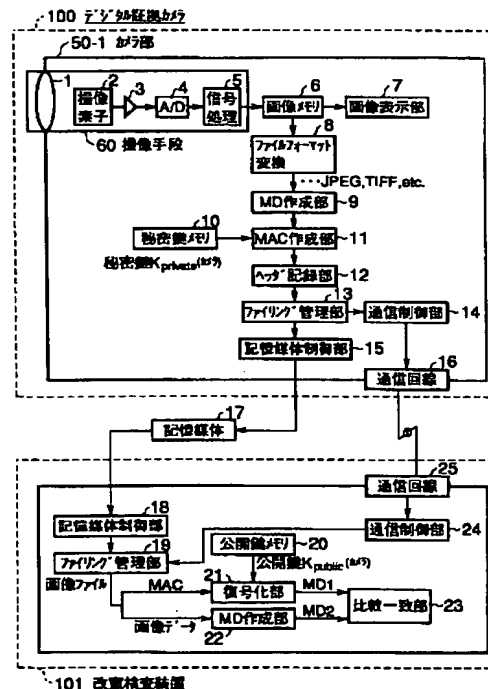 100 デジタル証拠カメラ
50-1 カメラ部
1
2
3
4
5
6
7
撮像素子
A/D
信号処理
画像メモリ
画像表示部
60 撮像手段
8
ファイルフォーマット変換
…JPEG,TIFF,etc.
MD作成部 9
10
秘密鍵メモリ
MAC作成部 11
秘密鍵Kprivate(カメラ)
ヘッダ記録部 12
13
ファイリング管理部
通信制御部 14
記憶媒体制御部 15
16
通信回線
17
記憶媒体
25
通信回線
18
記憶媒体制御部
通信制御部 24
19
ファイリング管理部
公開鍵メモリ 20
画像ファイル
公開鍵Kpublic(カメラ)
MAC
21
信号化部
MD1
比較一致部 23
画像データ
MD作成部
MD2
22
101 改竄検査装置